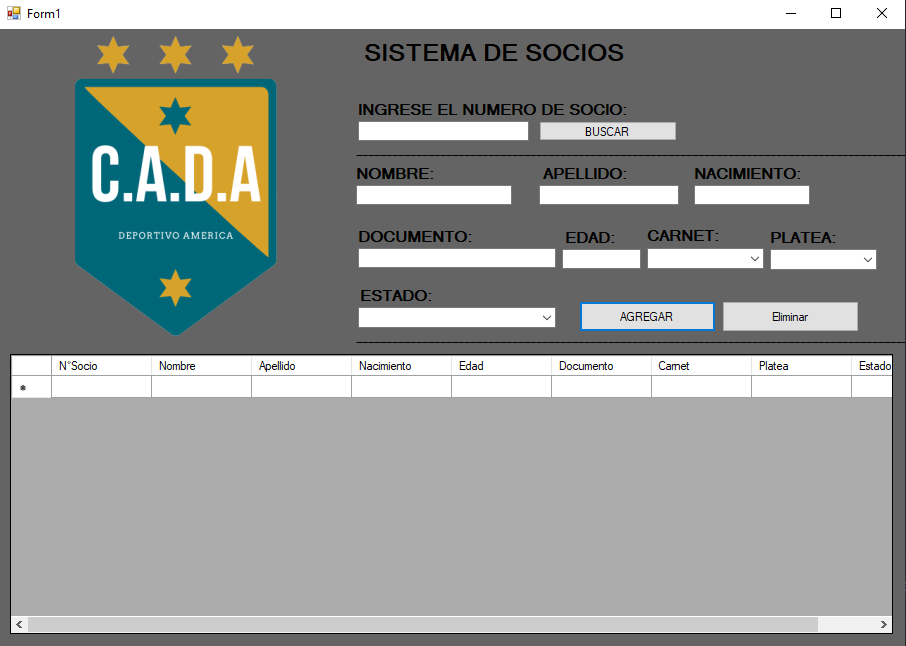 Form1
SISTEMA DE SOCIOS
C.A.D.A
DEPORTIVO AMERICA
INGRESE EL NUMERO DE SOCIO:
BUSCAR
NOMBRE: APELLIDO: NACIMIENTO:
DOCUMENTO: EDAD: CARNET: PLATEA:
ESTADO:
AGREGAR Eliminar
N°Socio Nombre Apellido Nacimiento Edad Documento Carnet Platea Estado